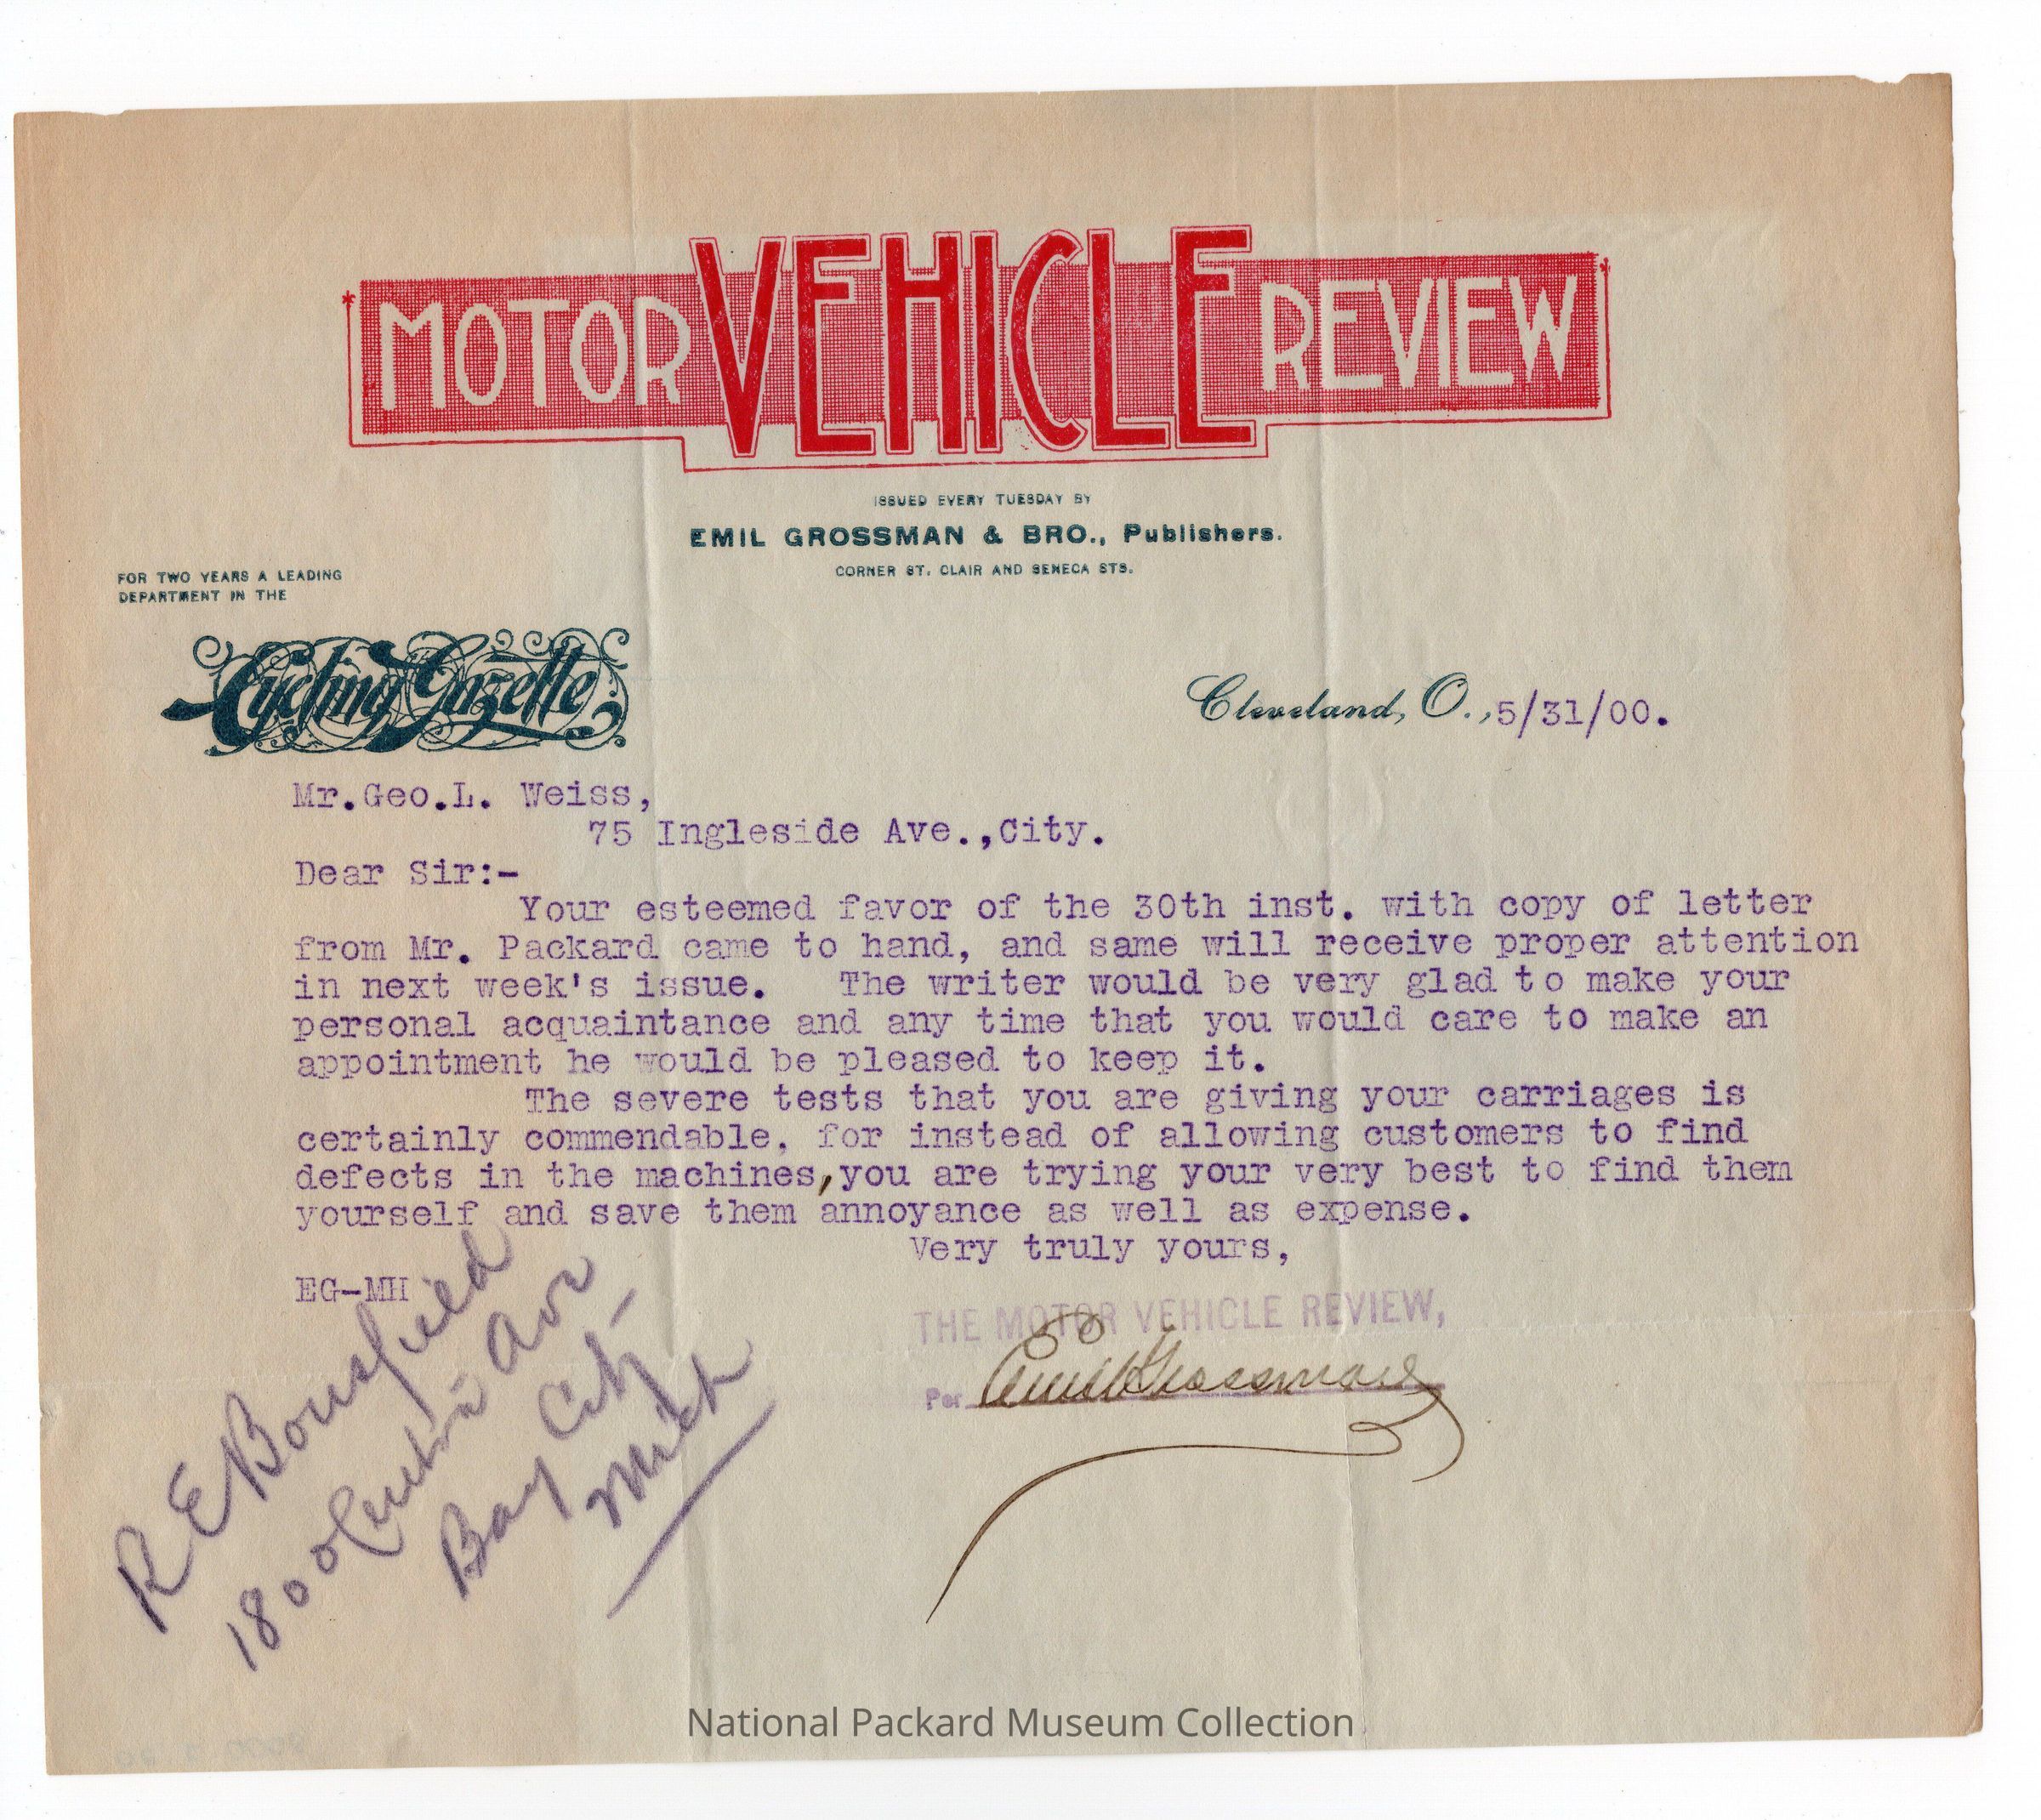 MOTOR VEHICLE REVIEW
ISSUED EVERY TUESDAY BY
EMIL GROSSMAN & BRO., Publishers.
CORNER ST. CLAIR AND SENECA STS.
FOR TWO YEARS A LEADING
DEPARTMENT IN THE
Cycling Gazette
Cleveland, O., 5/31/00.
Mr.Geo.L. Weiss,
75 Ingleside Ave.,City.
Dear Sir:-
Your esteemed favor of the 30th inst. with copy of letter
from Mr. Packard came to hand, and same will receive proper attention
in next week's issue. The writer would be very glad to make your
personal acquaintance and any time that you would care to make an
appointment he would be pleased to keep it.
The severe tests that you are giving your carriages is
certainly commendable, for instead of allowing customers to find
defects in the machines,you are trying your very best to find them
yourself and save them annoyance as well as expense.
Very truly yours,
EG-MH
THE MOTOR VEHICLE REVIEW,
Per Emil Grossman
R E Bousfield
1800
Bay City
Mich
National Packard Museum Collection